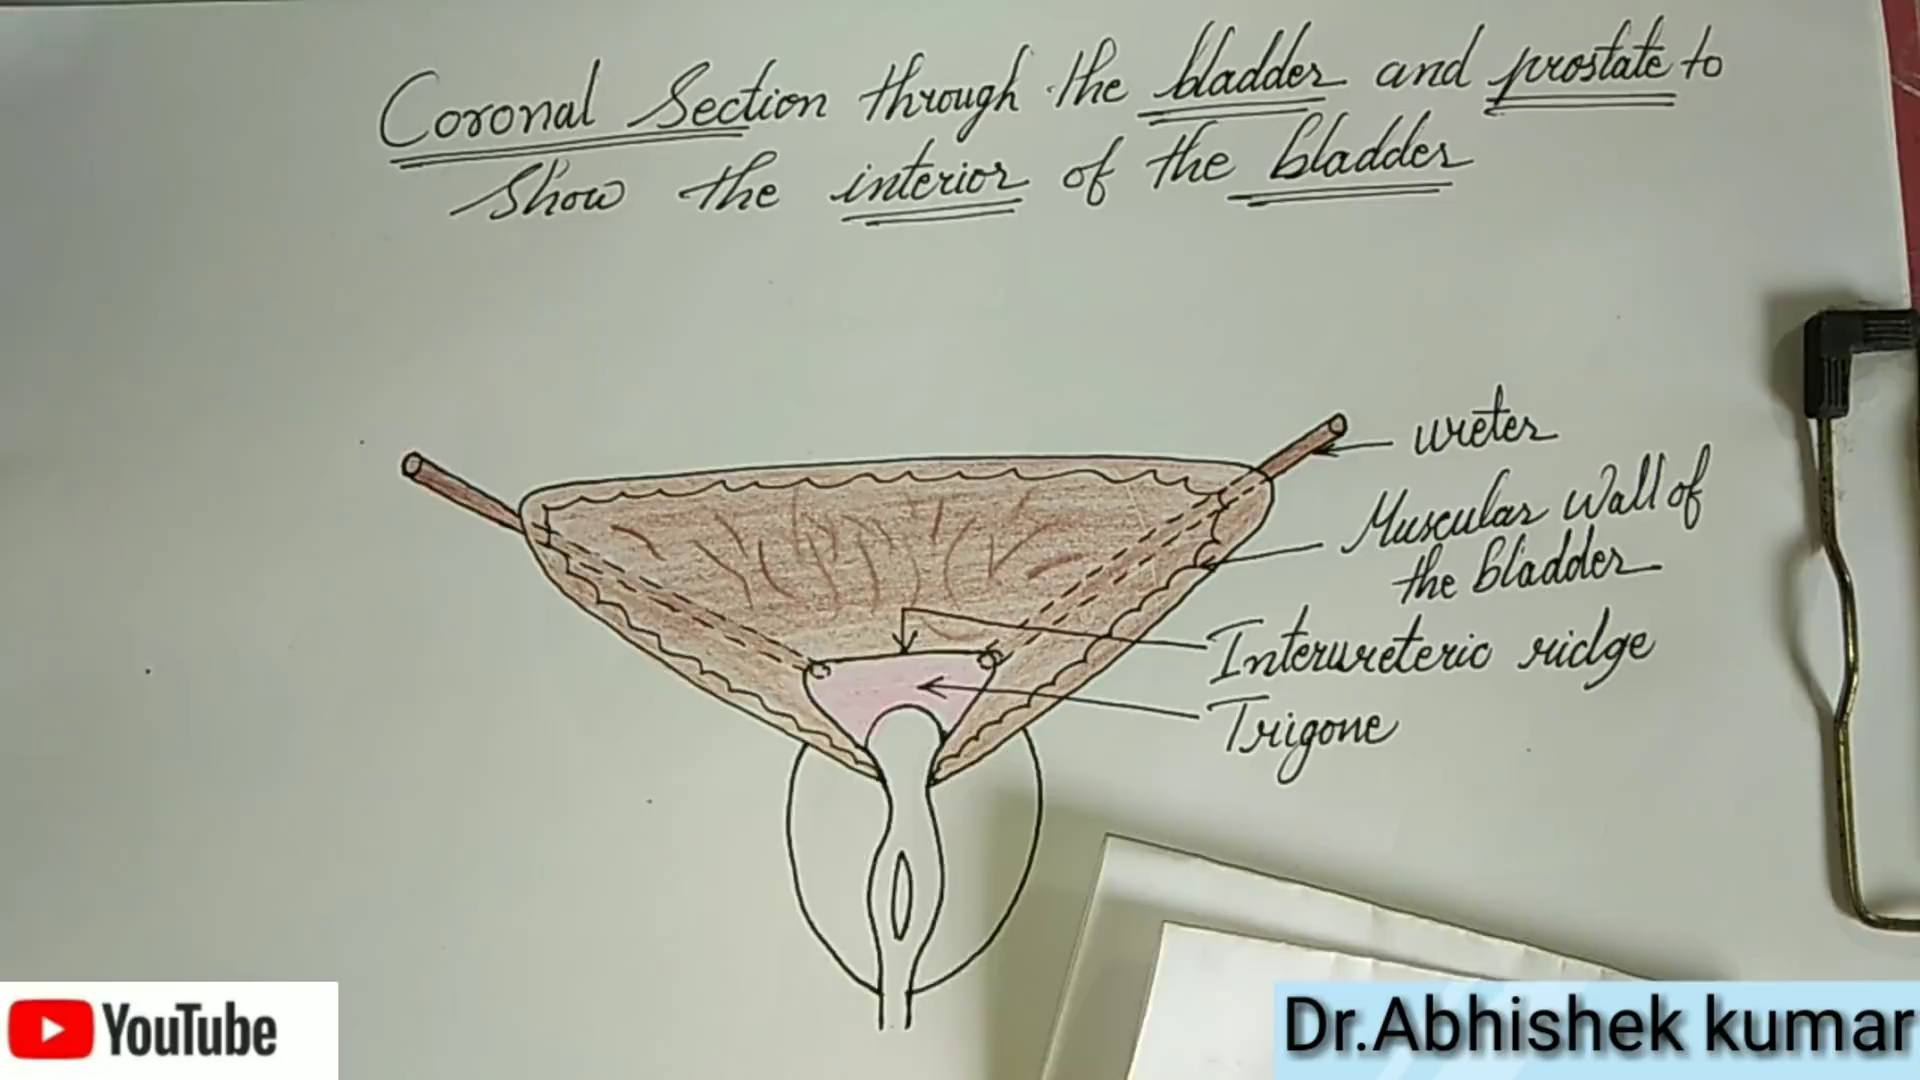 Coronal Section through the bladder and prostate to
Show the interior of the bladder
ureter
Muscular Wall of
the bladder
Interureteric ridge
Trigone
YouTube
Dr.Abhishek kumar